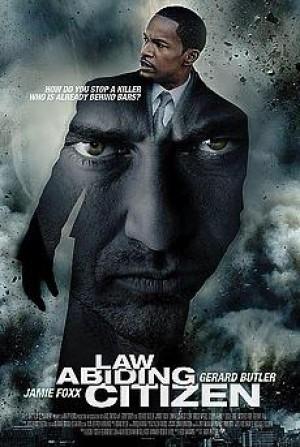 HOW DO YOU STOP A KILLER
WHO IS ALREADY BEHIND BARS?
LAW
ABIDING GERARD BUTLER
JAMIE FOXX CITIZEN